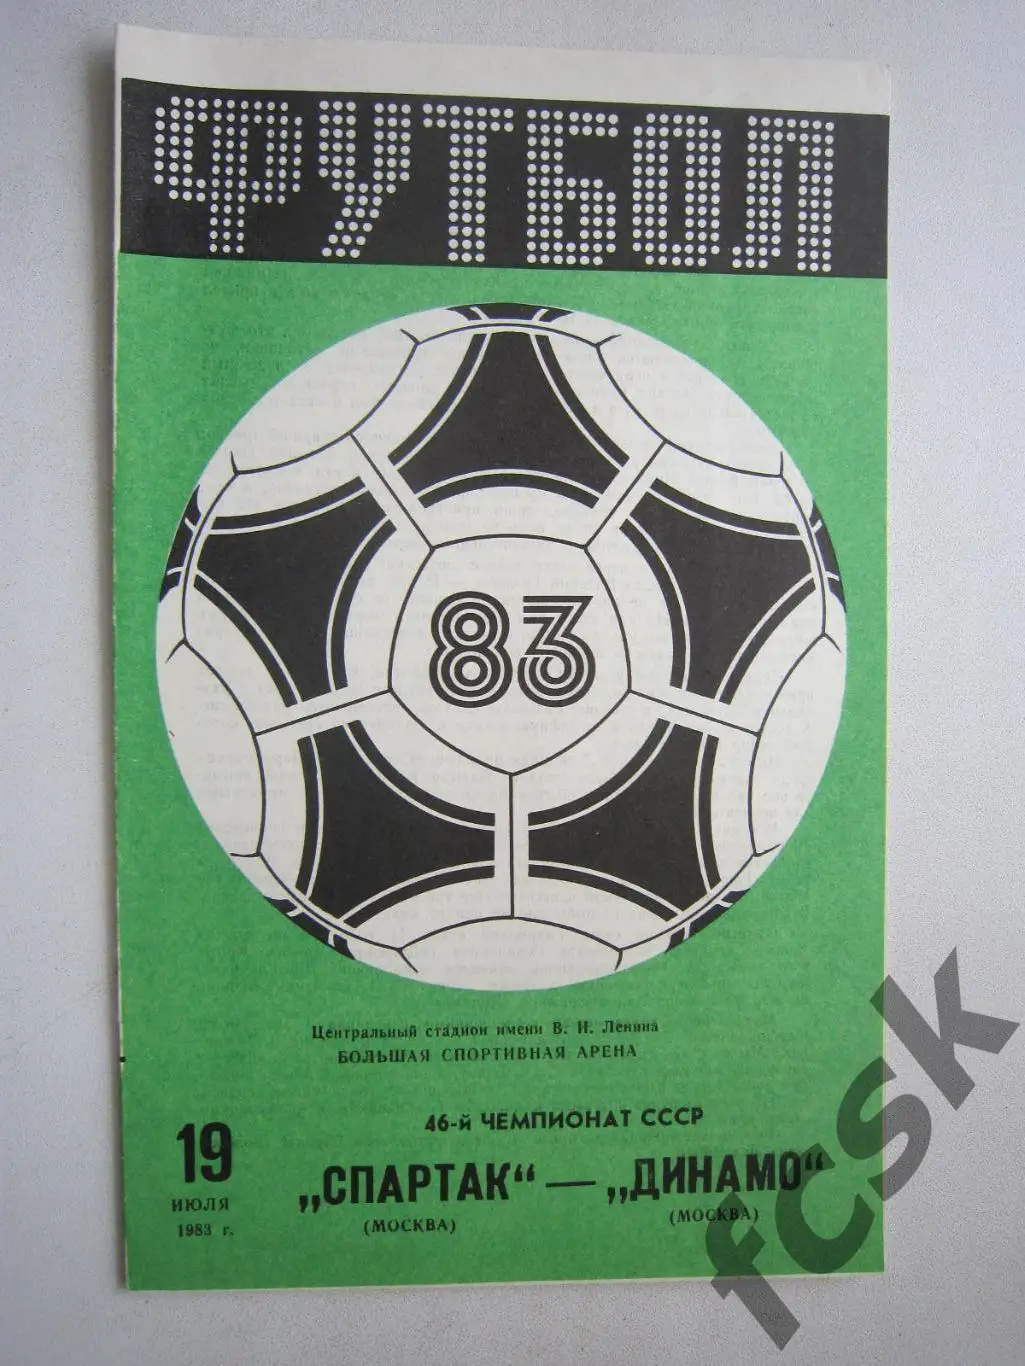 ФУТБОЛ
83
Центральный стадион имени В. И. Ленина
БОЛЬШАЯ СПОРТИВНАЯ АРЕНА
46-й ЧЕМПИОНАТ СССР
19
ИЮЛЯ
1983 г.
„СПАРТАК“ — „ДИНАМО“
(МОСКВА) (МОСКВА)
fcsk